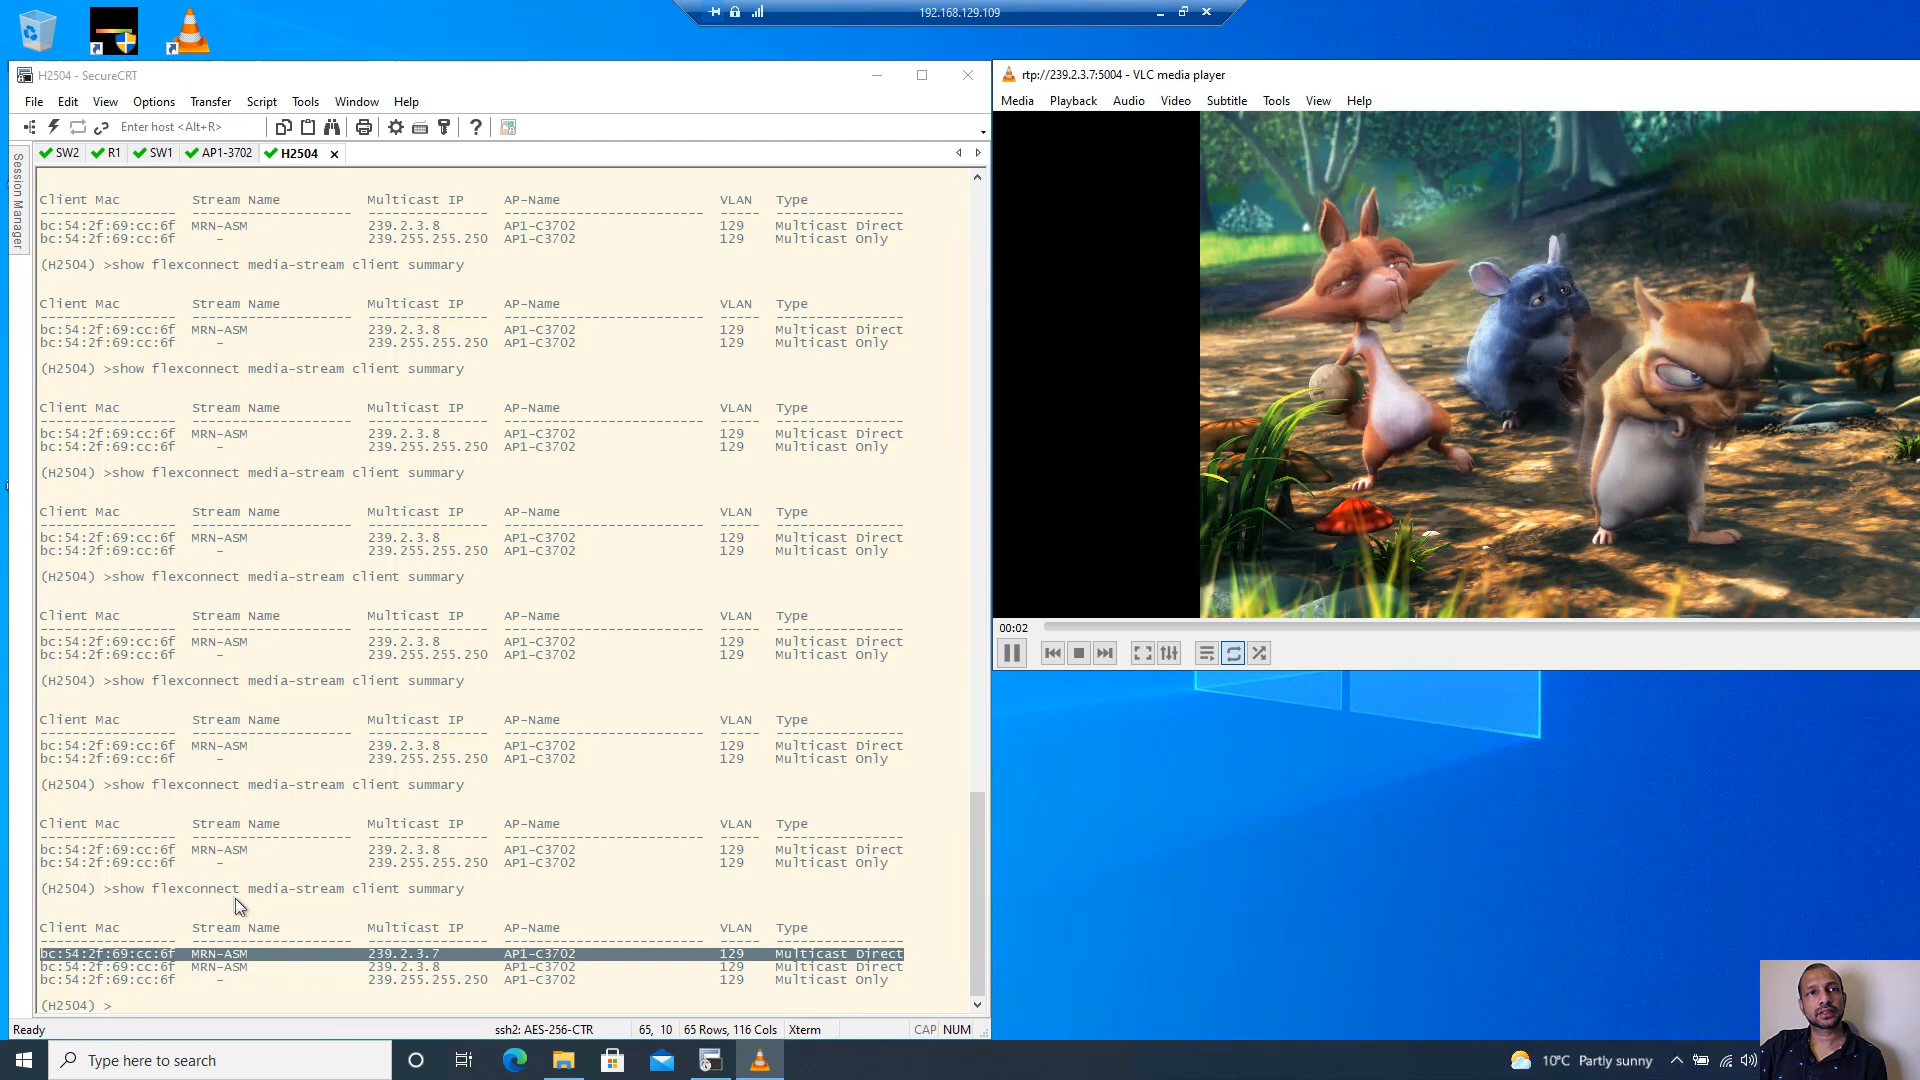 192.168.129.109
H2504 - SecureCRT
File Edit View Options Transfer Script Tools Window Help
Enter host <Alt+R>
SW2 R1 SW1 AP1-3702 H2504
Session Manager
Client Mac Stream Name Multicast IP AP-Name VLAN Type
----------------- -------------------- --------------- ------------------------- ----- ----------------
bc:54:2f:69:cc:6f MRN-ASM 239.2.3.8 AP1-C3702 129 Multicast Direct
bc:54:2f:69:cc:6f - 239.255.255.250 AP1-C3702 129 Multicast Only
(H2504) >show flexconnect media-stream client summary
Client Mac Stream Name Multicast IP AP-Name VLAN Type
----------------- -------------------- --------------- ------------------------- ----- ----------------
bc:54:2f:69:cc:6f MRN-ASM 239.2.3.8 AP1-C3702 129 Multicast Direct
bc:54:2f:69:cc:6f - 239.255.255.250 AP1-C3702 129 Multicast Only
(H2504) >show flexconnect media-stream client summary
Client Mac Stream Name Multicast IP AP-Name VLAN Type
----------------- -------------------- --------------- ------------------------- ----- ----------------
bc:54:2f:69:cc:6f MRN-ASM 239.2.3.8 AP1-C3702 129 Multicast Direct
bc:54:2f:69:cc:6f - 239.255.255.250 AP1-C3702 129 Multicast Only
(H2504) >show flexconnect media-stream client summary
Client Mac Stream Name Multicast IP AP-Name VLAN Type
----------------- -------------------- --------------- ------------------------- ----- ----------------
bc:54:2f:69:cc:6f MRN-ASM 239.2.3.8 AP1-C3702 129 Multicast Direct
bc:54:2f:69:cc:6f - 239.255.255.250 AP1-C3702 129 Multicast Only
(H2504) >show flexconnect media-stream client summary
Client Mac Stream Name Multicast IP AP-Name VLAN Type
----------------- -------------------- --------------- ------------------------- ----- ----------------
bc:54:2f:69:cc:6f MRN-ASM 239.2.3.8 AP1-C3702 129 Multicast Direct
bc:54:2f:69:cc:6f - 239.255.255.250 AP1-C3702 129 Multicast Only
(H2504) >show flexconnect media-stream client summary
Client Mac Stream Name Multicast IP AP-Name VLAN Type
----------------- -------------------- --------------- ------------------------- ----- ----------------
bc:54:2f:69:cc:6f MRN-ASM 239.2.3.8 AP1-C3702 129 Multicast Direct
bc:54:2f:69:cc:6f - 239.255.255.250 AP1-C3702 129 Multicast Only
(H2504) >show flexconnect media-stream client summary
Client Mac Stream Name Multicast IP AP-Name VLAN Type
----------------- -------------------- --------------- ------------------------- ----- ----------------
bc:54:2f:69:cc:6f MRN-ASM 239.2.3.8 AP1-C3702 129 Multicast Direct
bc:54:2f:69:cc:6f - 239.255.255.250 AP1-C3702 129 Multicast Only
(H2504) >show flexconnect media-stream client summary
Client Mac Stream Name Multicast IP AP-Name VLAN Type
----------------- -------------------- --------------- ------------------------- ----- ----------------
bc:54:2f:69:cc:6f MRN-ASM 239.2.3.7 AP1-C3702 129 Multicast Direct
bc:54:2f:69:cc:6f MRN-ASM 239.2.3.8 AP1-C3702 129 Multicast Direct
bc:54:2f:69:cc:6f - 239.255.255.250 AP1-C3702 129 Multicast Only
(H2504) >
Ready ssh2: AES-256-CTR 65, 10 65 Rows, 116 Cols Xterm CAP NUM
rtp://239.2.3.7:5004 - VLC media player
Media Playback Audio Video Subtitle Tools View Help
00:02
Type here to search
10°C Partly sunny